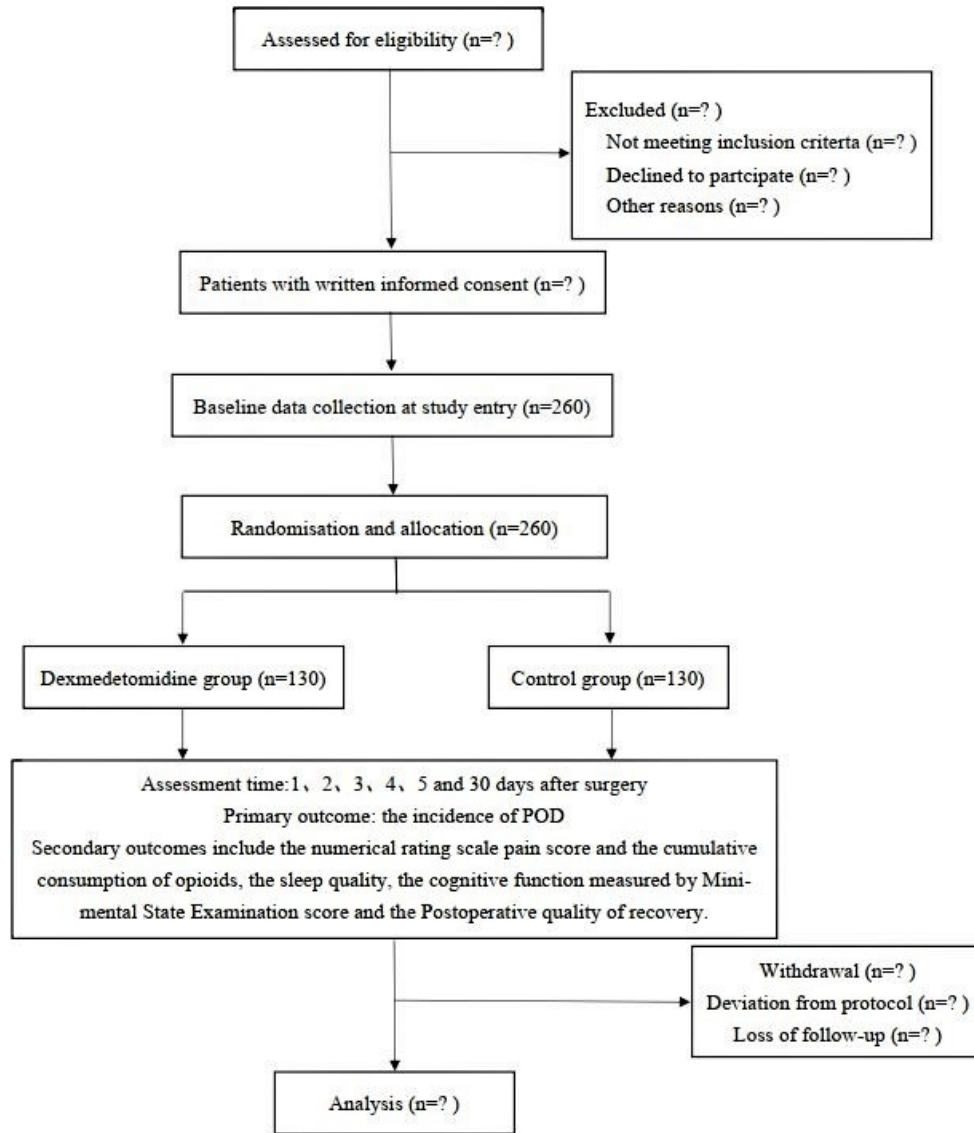 Assessed for eligibility (n=? )
Excluded (n=? )
Not meeting inclusion criterta (n=? )
Declined to partcipate (n=? )
Other reasons (n=? )
Patients with written informed consent (n=? )
Baseline data collection at study entry (n=260)
Randomisation and allocation (n=260)
Dexmedetomidine group (n=130)
Control group (n=130)
Assessment time:1、2、3、4、5 and 30 days after surgery
Primary outcome: the incidence of POD
Secondary outcomes include the numerical rating scale pain score and the cumulative
consumption of opioids, the sleep quality, the cognitive function measured by Mini-
mental State Examination score and the Postoperative quality of recovery.
Withdrawal (n=? )
Deviation from protocol (n=? )
Loss of follow-up (n=? )
Analysis (n=? )